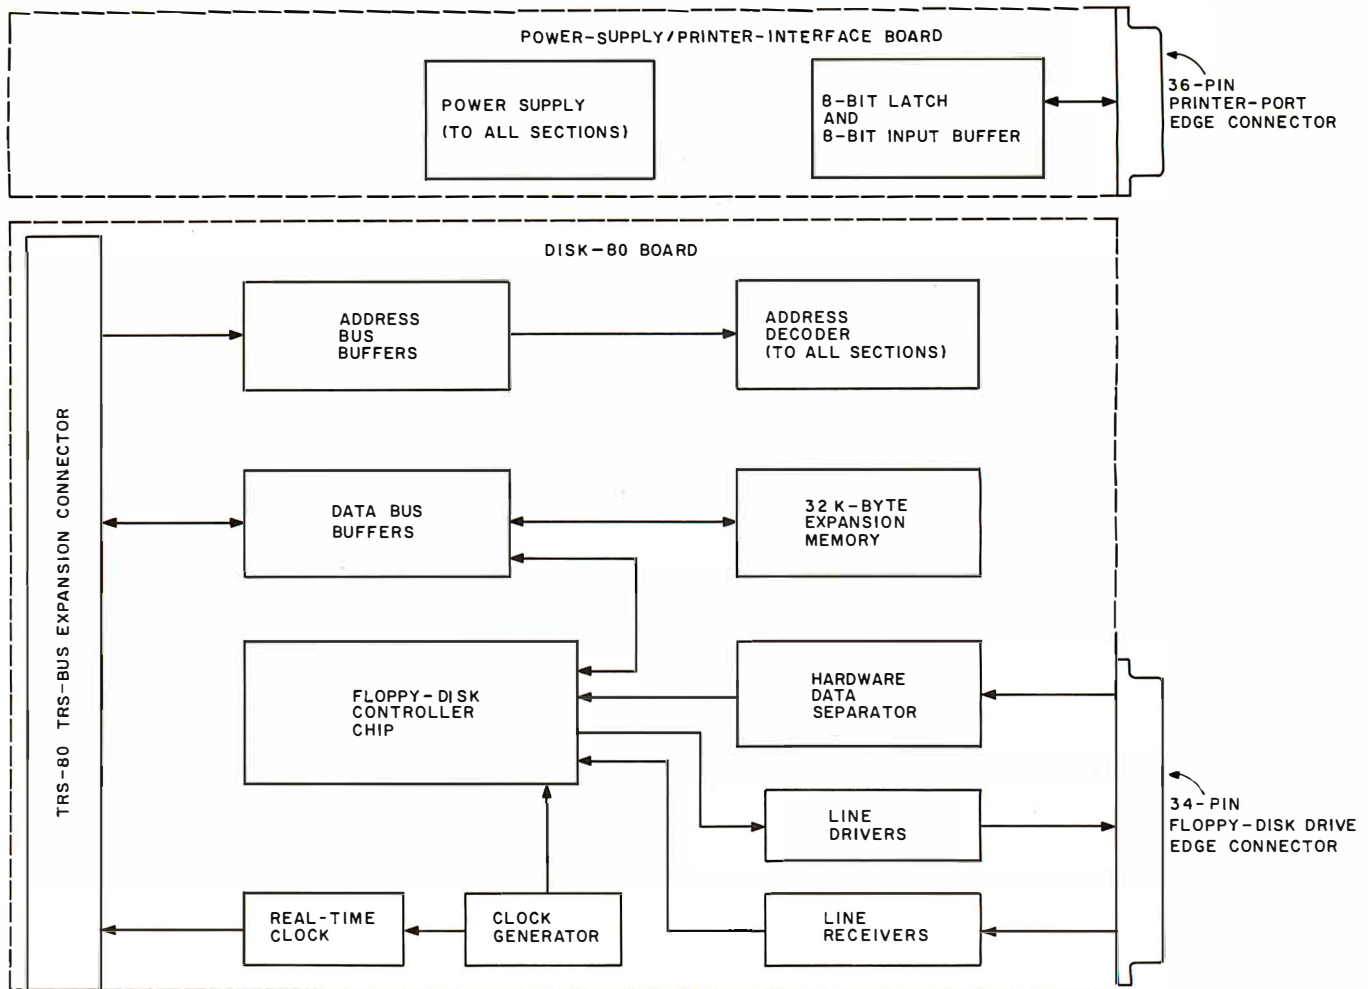 POWER-SUPPLY/PRINTER-INTERFACE BOARD
POWER SUPPLY
(TO ALL SECTIONS)
8-BIT LATCH
AND
8-BIT INPUT BUFFER
36-PIN
PRINTER-PORT
EDGE CONNECTOR
DISK-80 BOARD
TRS-80 TRS-BUS EXPANSION CONNECTOR
ADDRESS
BUS
BUFFERS
ADDRESS
DECODER
(TO ALL SECTIONS)
DATA BUS
BUFFERS
32K-BYTE
EXPANSION
MEMORY
FLOPPY-DISK
CONTROLLER
CHIP
HARDWARE
DATA
SEPARATOR
LINE
DRIVERS
34-PIN
FLOPPY-DISK DRIVE
EDGE CONNECTOR
REAL-TIME
CLOCK
CLOCK
GENERATOR
LINE
RECEIVERS